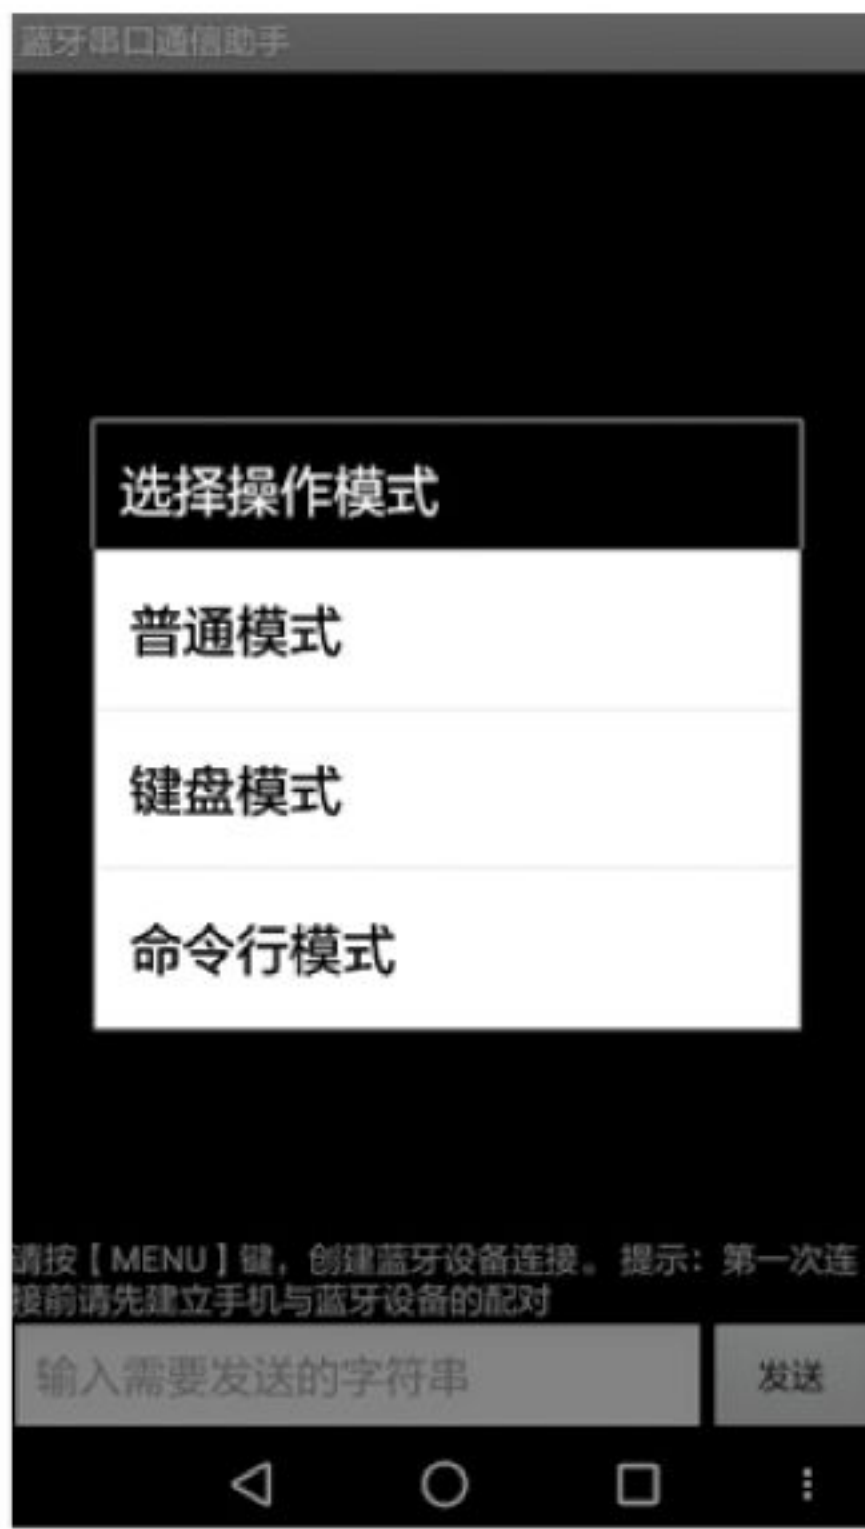 蓝牙串口通信助手
选择操作模式
普通模式
键盘模式
命令行模式
请按【MENU】键，创建蓝牙设备连接。提示：第一次连
接前请先建立手机与蓝牙设备的配对
输入需要发送的字符串
发送